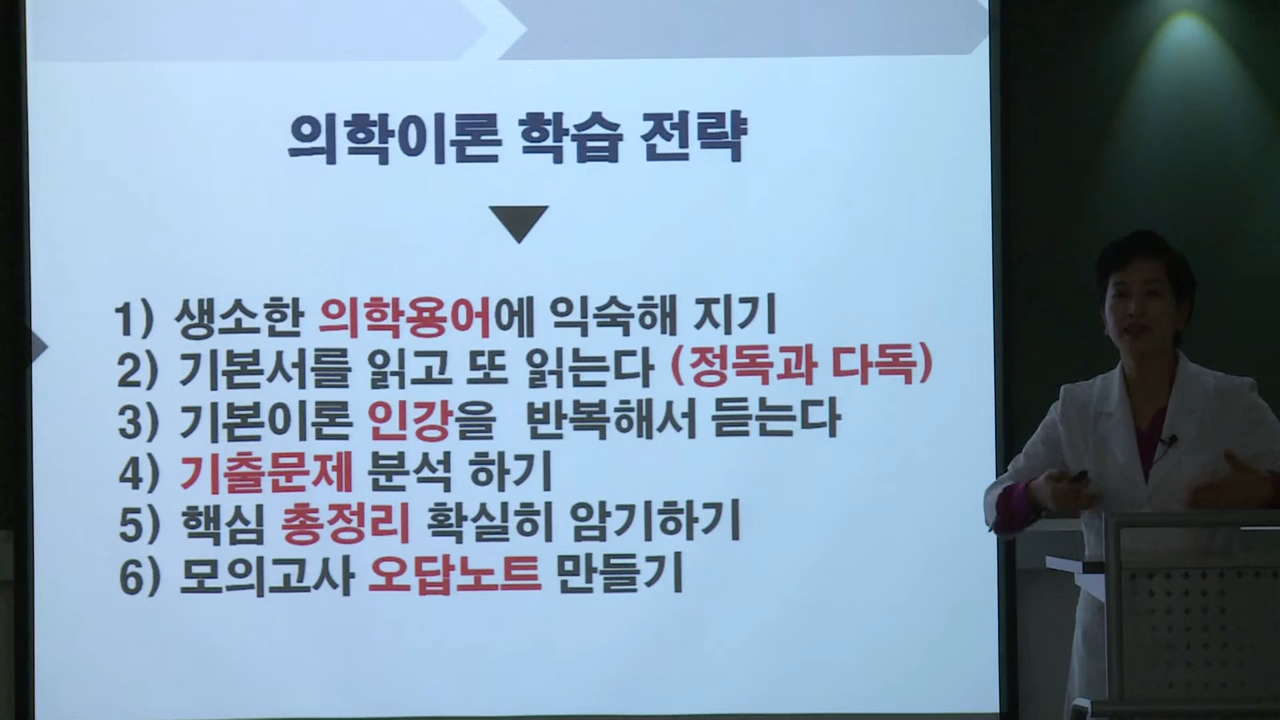 의학이론 학습 전략
1) 생소한 의학용어에 익숙해 지기
2) 기본서를 읽고 또 읽는다 (정독과 다독)
3) 기본이론 인강을 반복해서 듣는다
4) 기출문제 분석 하기
5) 핵심 총정리 확실히 암기하기
6) 모의고사 오답노트 만들기